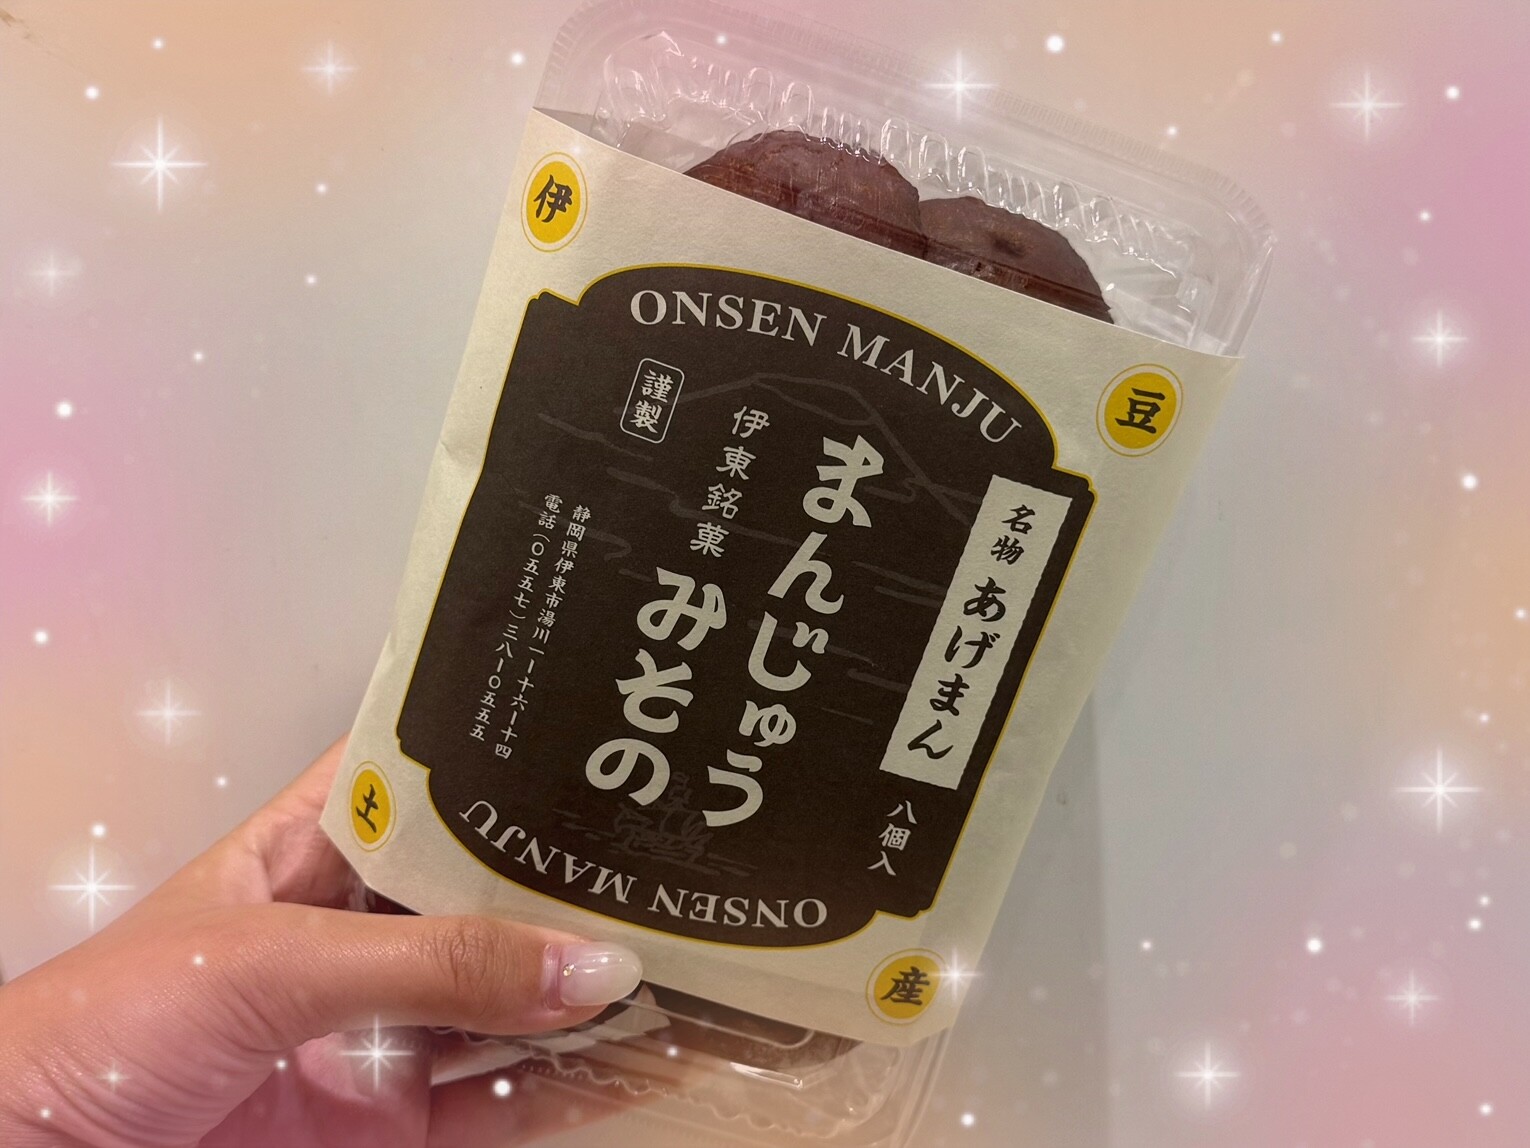 伊
豆
ONSEN MANJU
名物 あげまん
八個入
まんじゅう
みその
伊東銘菓
謹製
静岡県伊東市湯川一ー十六ー十四
電話(〇五五七)三八ー〇五五五
ONSEN MANJU
土
産